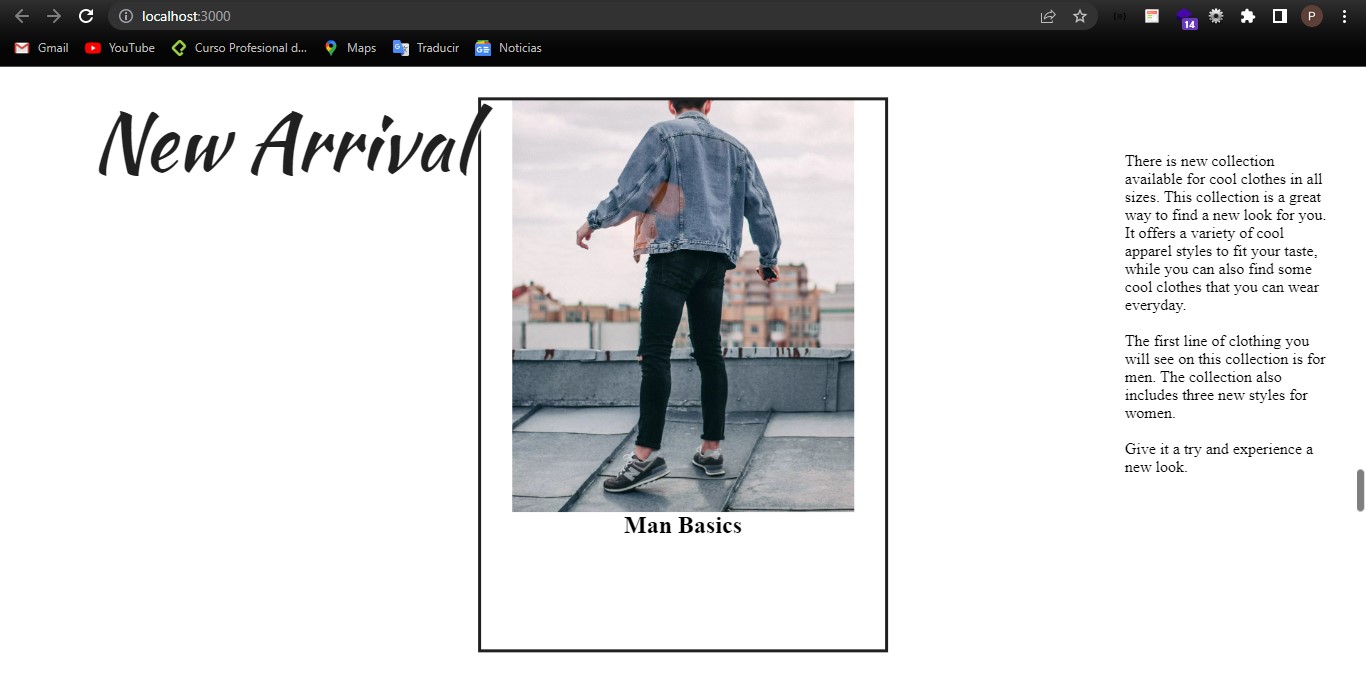 localhost:3000
14
P
Gmail
YouTube
Curso Profesional d...
Maps
Traducir
Noticias
New Arrival
Man Basics
There is new collection
available for cool clothes in all
sizes. This collection is a great
way to find a new look for you.
It offers a variety of cool
apparel styles to fit your taste,
while you can also find some
cool clothes that you can wear
everyday.
The first line of clothing you
will see on this collection is for
men. The collection also
includes three new styles for
women.
Give it a try and experience a
new look.